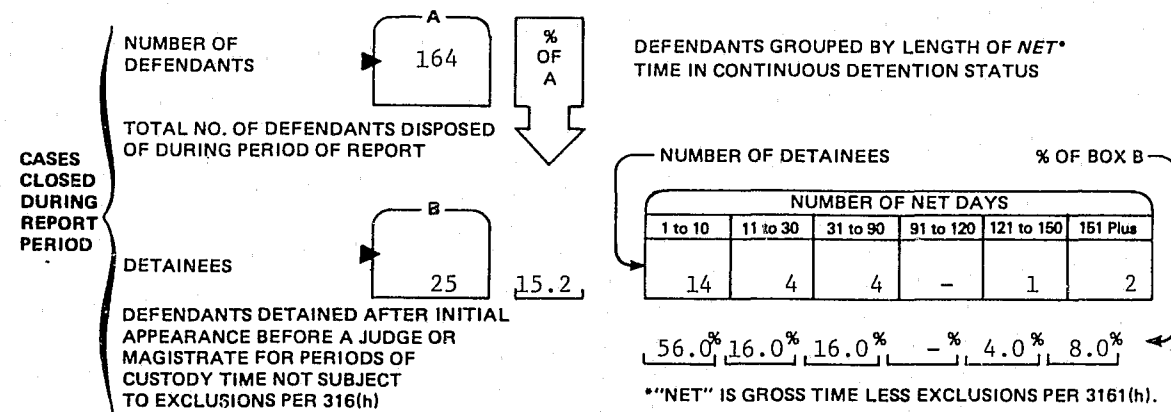 A
NUMBER OF
DEFENDANTS
164
%
OF
A
TOTAL NO. OF DEFENDANTS DISPOSED
OF DURING PERIOD OF REPORT
CASES
CLOSED
DURING
REPORT
PERIOD
B
DETAINEES
25 15.2
DEFENDANTS DETAINED AFTER INITIAL
APPEARANCE BEFORE A JUDGE OR
MAGISTRATE FOR PERIODS OF
CUSTODY TIME NOT SUBJECT
TO EXCLUSIONS PER 316(h)
DEFENDANTS GROUPED BY LENGTH OF NET*
TIME IN CONTINUOUS DETENTION STATUS
NUMBER OF DETAINEES % OF BOX B
NUMBER OF NET DAYS
1 to 10 11 to 30 31 to 90 91 to 120 121 to 150 151 Plus
14 4 4 – 1 2
56.0% 16.0% 16.0% –% 4.0% 8.0%
*"NET" IS GROSS TIME LESS EXCLUSIONS PER 3161(h).